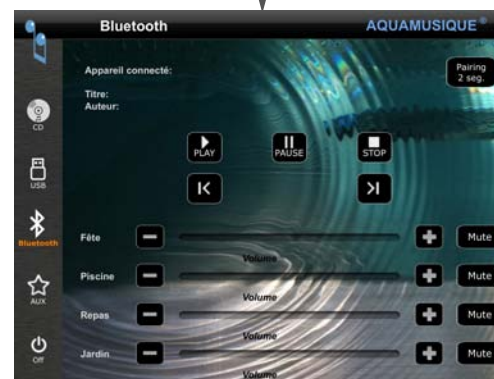 Bluetooth
AQUAMUSIQUE®
Appareil connecté:
Pairing
2 seg.
Titre:
Auteur:
CD
PLAY
PAUSE
STOP
USB
Bluetooth
Fête
Mute
Volume
Piscine
Mute
Volume
AUX
Repas
Mute
Volume
Off
Jardin
Mute
Volume